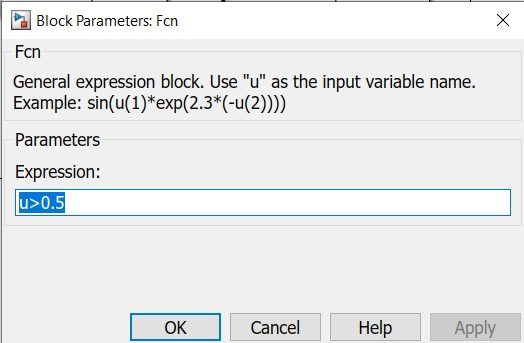 Block Parameters: Fcn
Fcn
General expression block. Use "u" as the input variable name.
Example: sin(u(1)*exp(2.3*(-u(2))))
Parameters
Expression:
u>0.5
OK
Cancel
Help
Apply